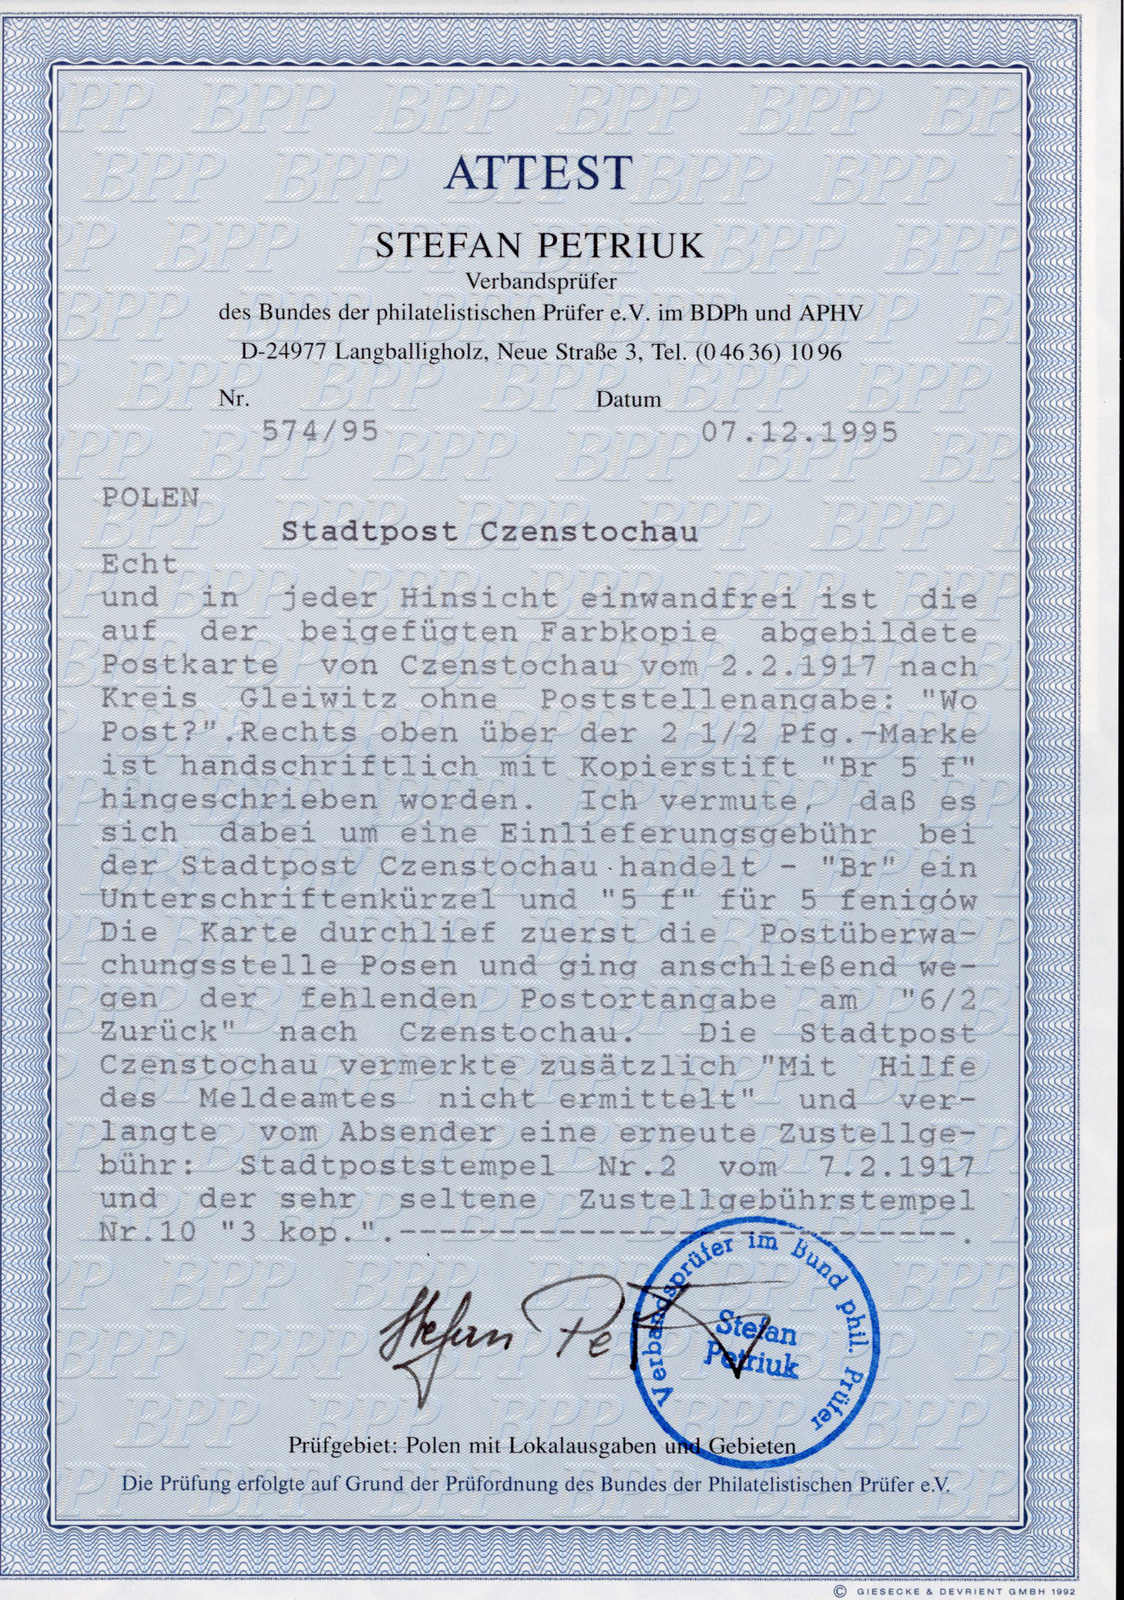 ATTEST
STEFAN PETRIUK
Verbandsprüfer
des Bundes der philatelistischen Prüfer e.V. im BDPh und APHV
D-24977 Langballigholz, Neue Straße 3, Tel. (0 46 36) 10 96
Nr. Datum
574/95 07.12.1995
POLEN
Stadtpost Czenstochau
Echt
und in jeder Hinsicht einwandfrei ist die
auf der beigefügten Farbkopie abgebildete
Postkarte von Czenstochau vom 2.2.1917 nach
Kreis Gleiwitz ohne Poststellenangabe: "Wo
Post?".Rechts oben über der 2 1/2 Pfg.-Marke
ist handschriftlich mit Kopierstift "Br 5 f"
hingeschrieben worden. Ich vermute, daß es
sich dabei um eine Einlieferungsgebühr bei
der Stadtpost Czenstochau handelt - "Br" ein
Unterschriftenkürzel und "5 f" für 5 fenigów
Die Karte durchlief zuerst die Postüberwa-
chungsstelle Posen und ging anschließend we-
gen der fehlenden Postortangabe am "6/2
Zurück" nach Czenstochau. Die Stadtpost
Czenstochau vermerkte zusätzlich "Mit Hilfe
des Meldeamtes nicht ermittelt" und ver-
langte vom Absender eine erneute Zustellge-
bühr: Stadtpoststempel Nr.2 vom 7.2.1917
und der sehr seltene Zustellgebührstempel
Nr.10 "3 kop.".----------------------------.
Verbandsprüfer im Bund phil. Prüfer
Stefan
Petriuk
Stefan Pe
Prüfgebiet: Polen mit Lokalausgaben und Gebieten
Die Prüfung erfolgte auf Grund der Prüfordnung des Bundes der Philatelistischen Prüfer e.V.
© GIESECKE & DEVRIENT GMBH 1992